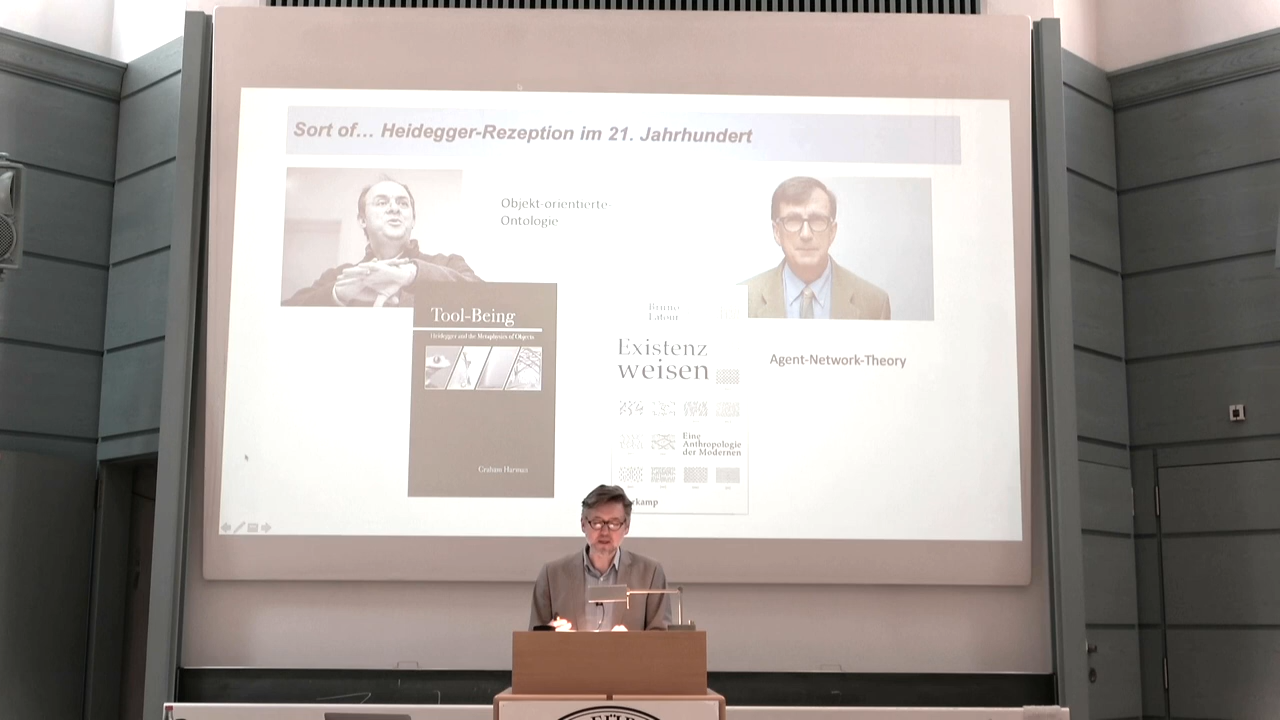 Sort of... Heidegger-Rezeption im 21. Jahrhundert
Objekt-orientierte-
Ontologie
Tool-Being
Heidegger and the Metaphysics of Objects
Graham Harman
Bruno
Latour
Existenz
weisen
Eine
Anthropologie
der Modernen
Agent-Network-Theory